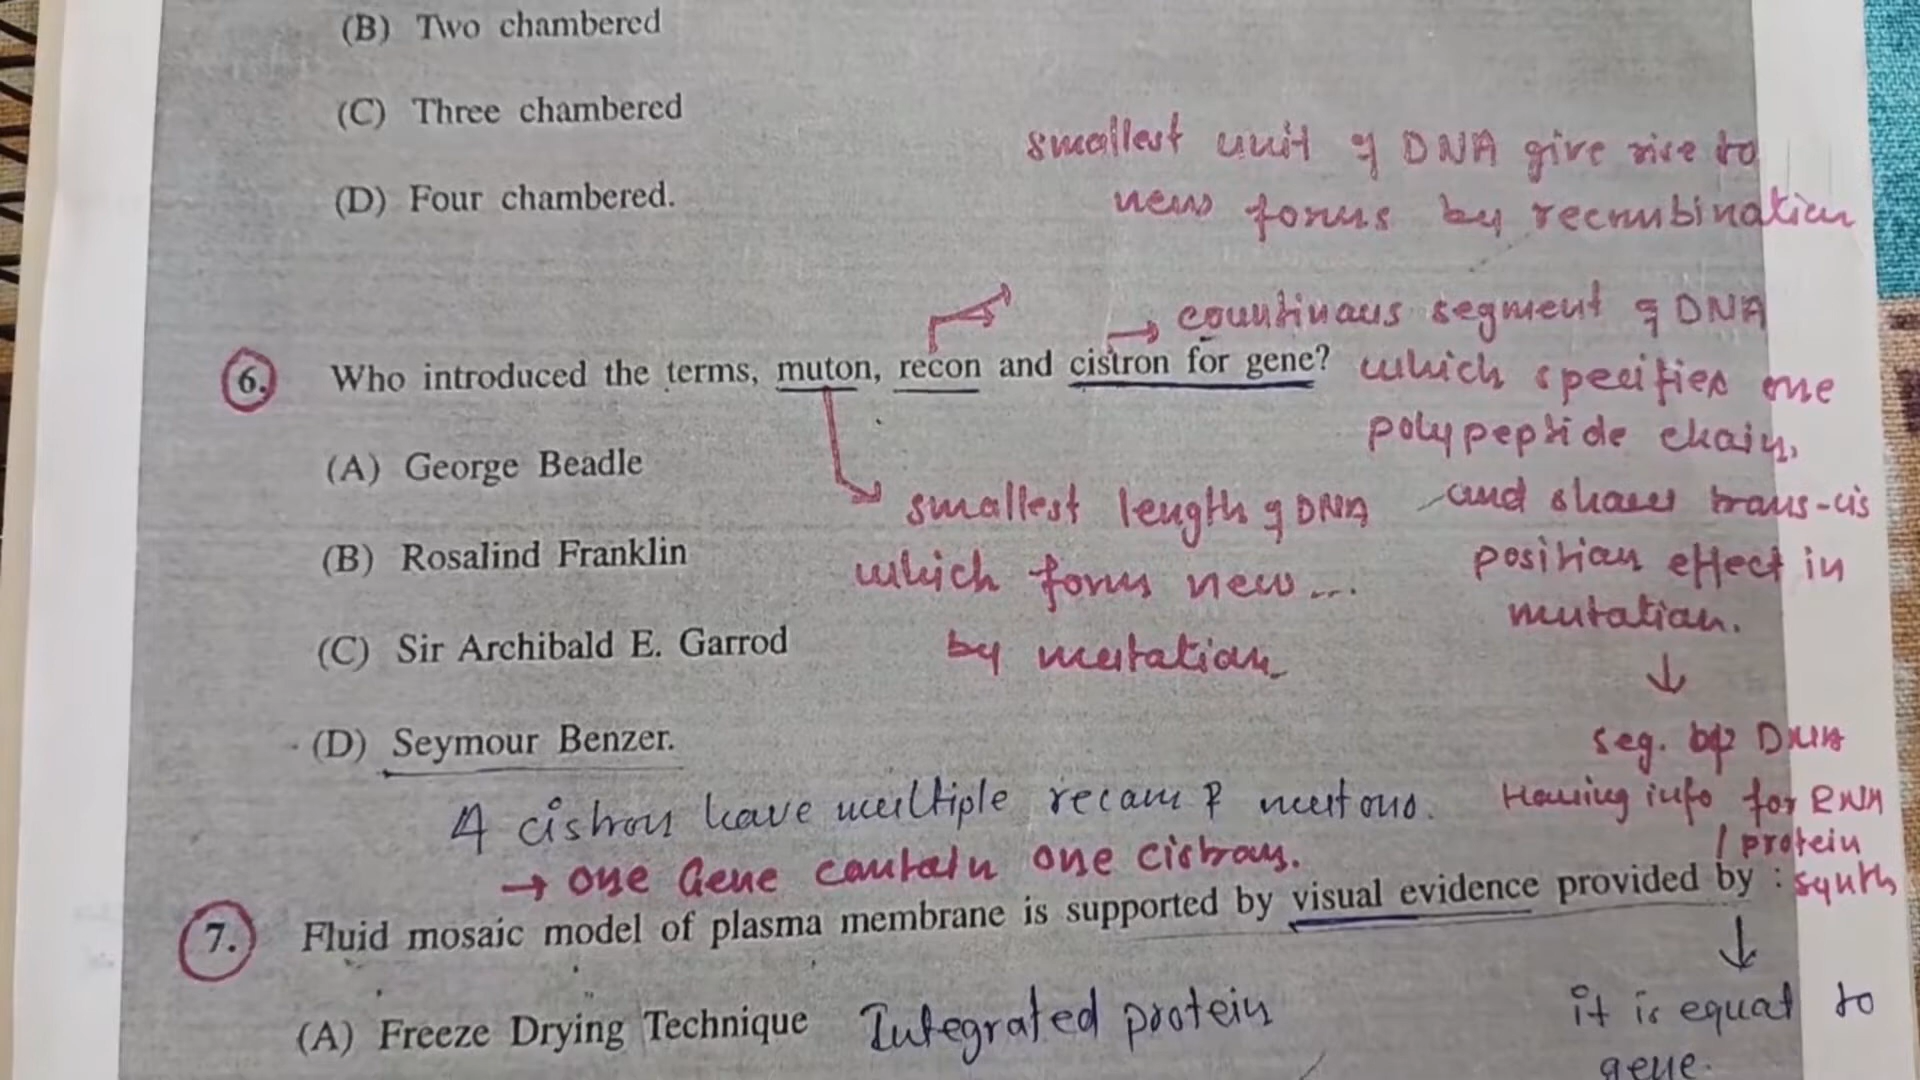 (B) Two chambered
(C) Three chambered
(D) Four chambered.
smallest unit of DNA give rise to
news forms by recombination
→ countinous segment of DNA
6. Who introduced the terms, muton, recon and cistron for gene?
which specifies one
polypeptide chain,
(A) George Beadle
smallest length of DNA
which form new...
by mutation
and shows trans-cis
position effect in
mutation.
↓
(B) Rosalind Franklin
(C) Sir Archibald E. Garrod
(D) Seymour Benzer.
seg. of DNA
Having info for RNA
/ protein
synth
A cistron have multiple recon & mutons.
→ one Gene contain one cistrons.
7. Fluid mosaic model of plasma membrane is supported by visual evidence provided by :
↓
it is equal to
gene.
(A) Freeze Drying Technique Integrated protein